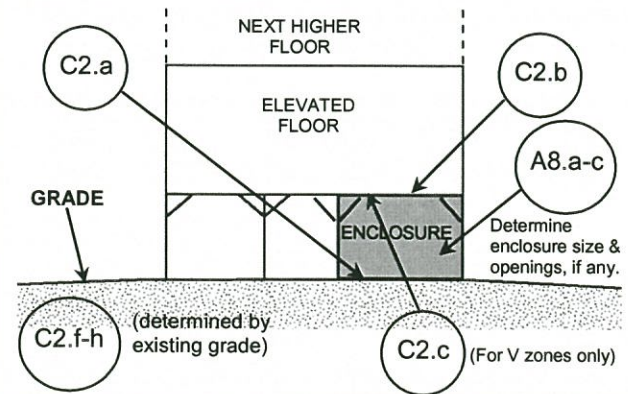 NEXT HIGHER
FLOOR
C2.a
C2.b
ELEVATED
FLOOR
A8.a-c
GRADE
ENCLOSURE
Determine
enclosure size &
openings, if any.
C2.f-h
(determined by
existing grade)
C2.c
(For V zones only)